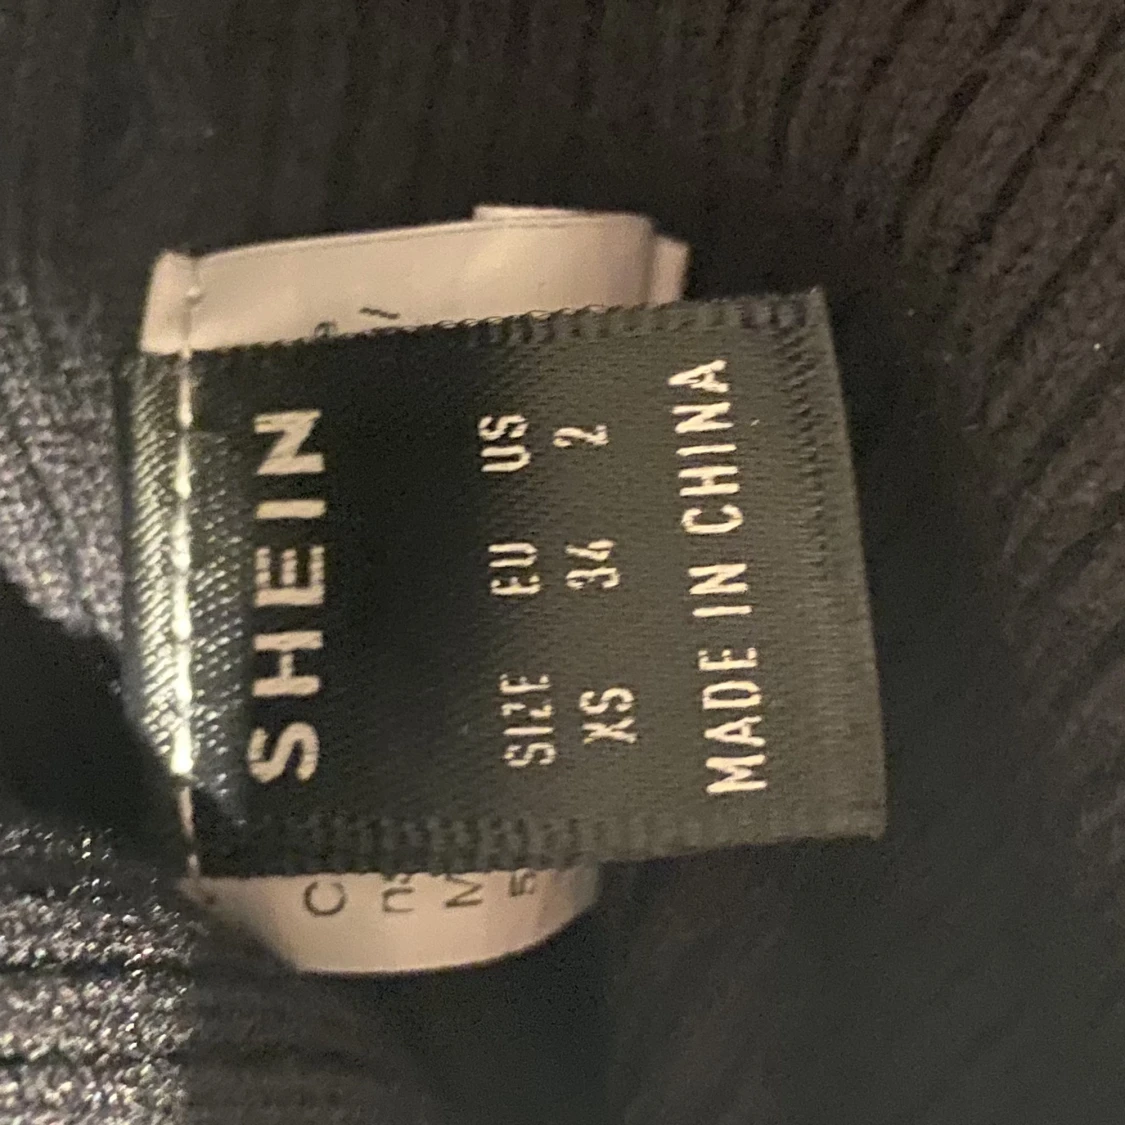 SHEIN
SIZE EU US
XS 34 2
MADE IN CHINA